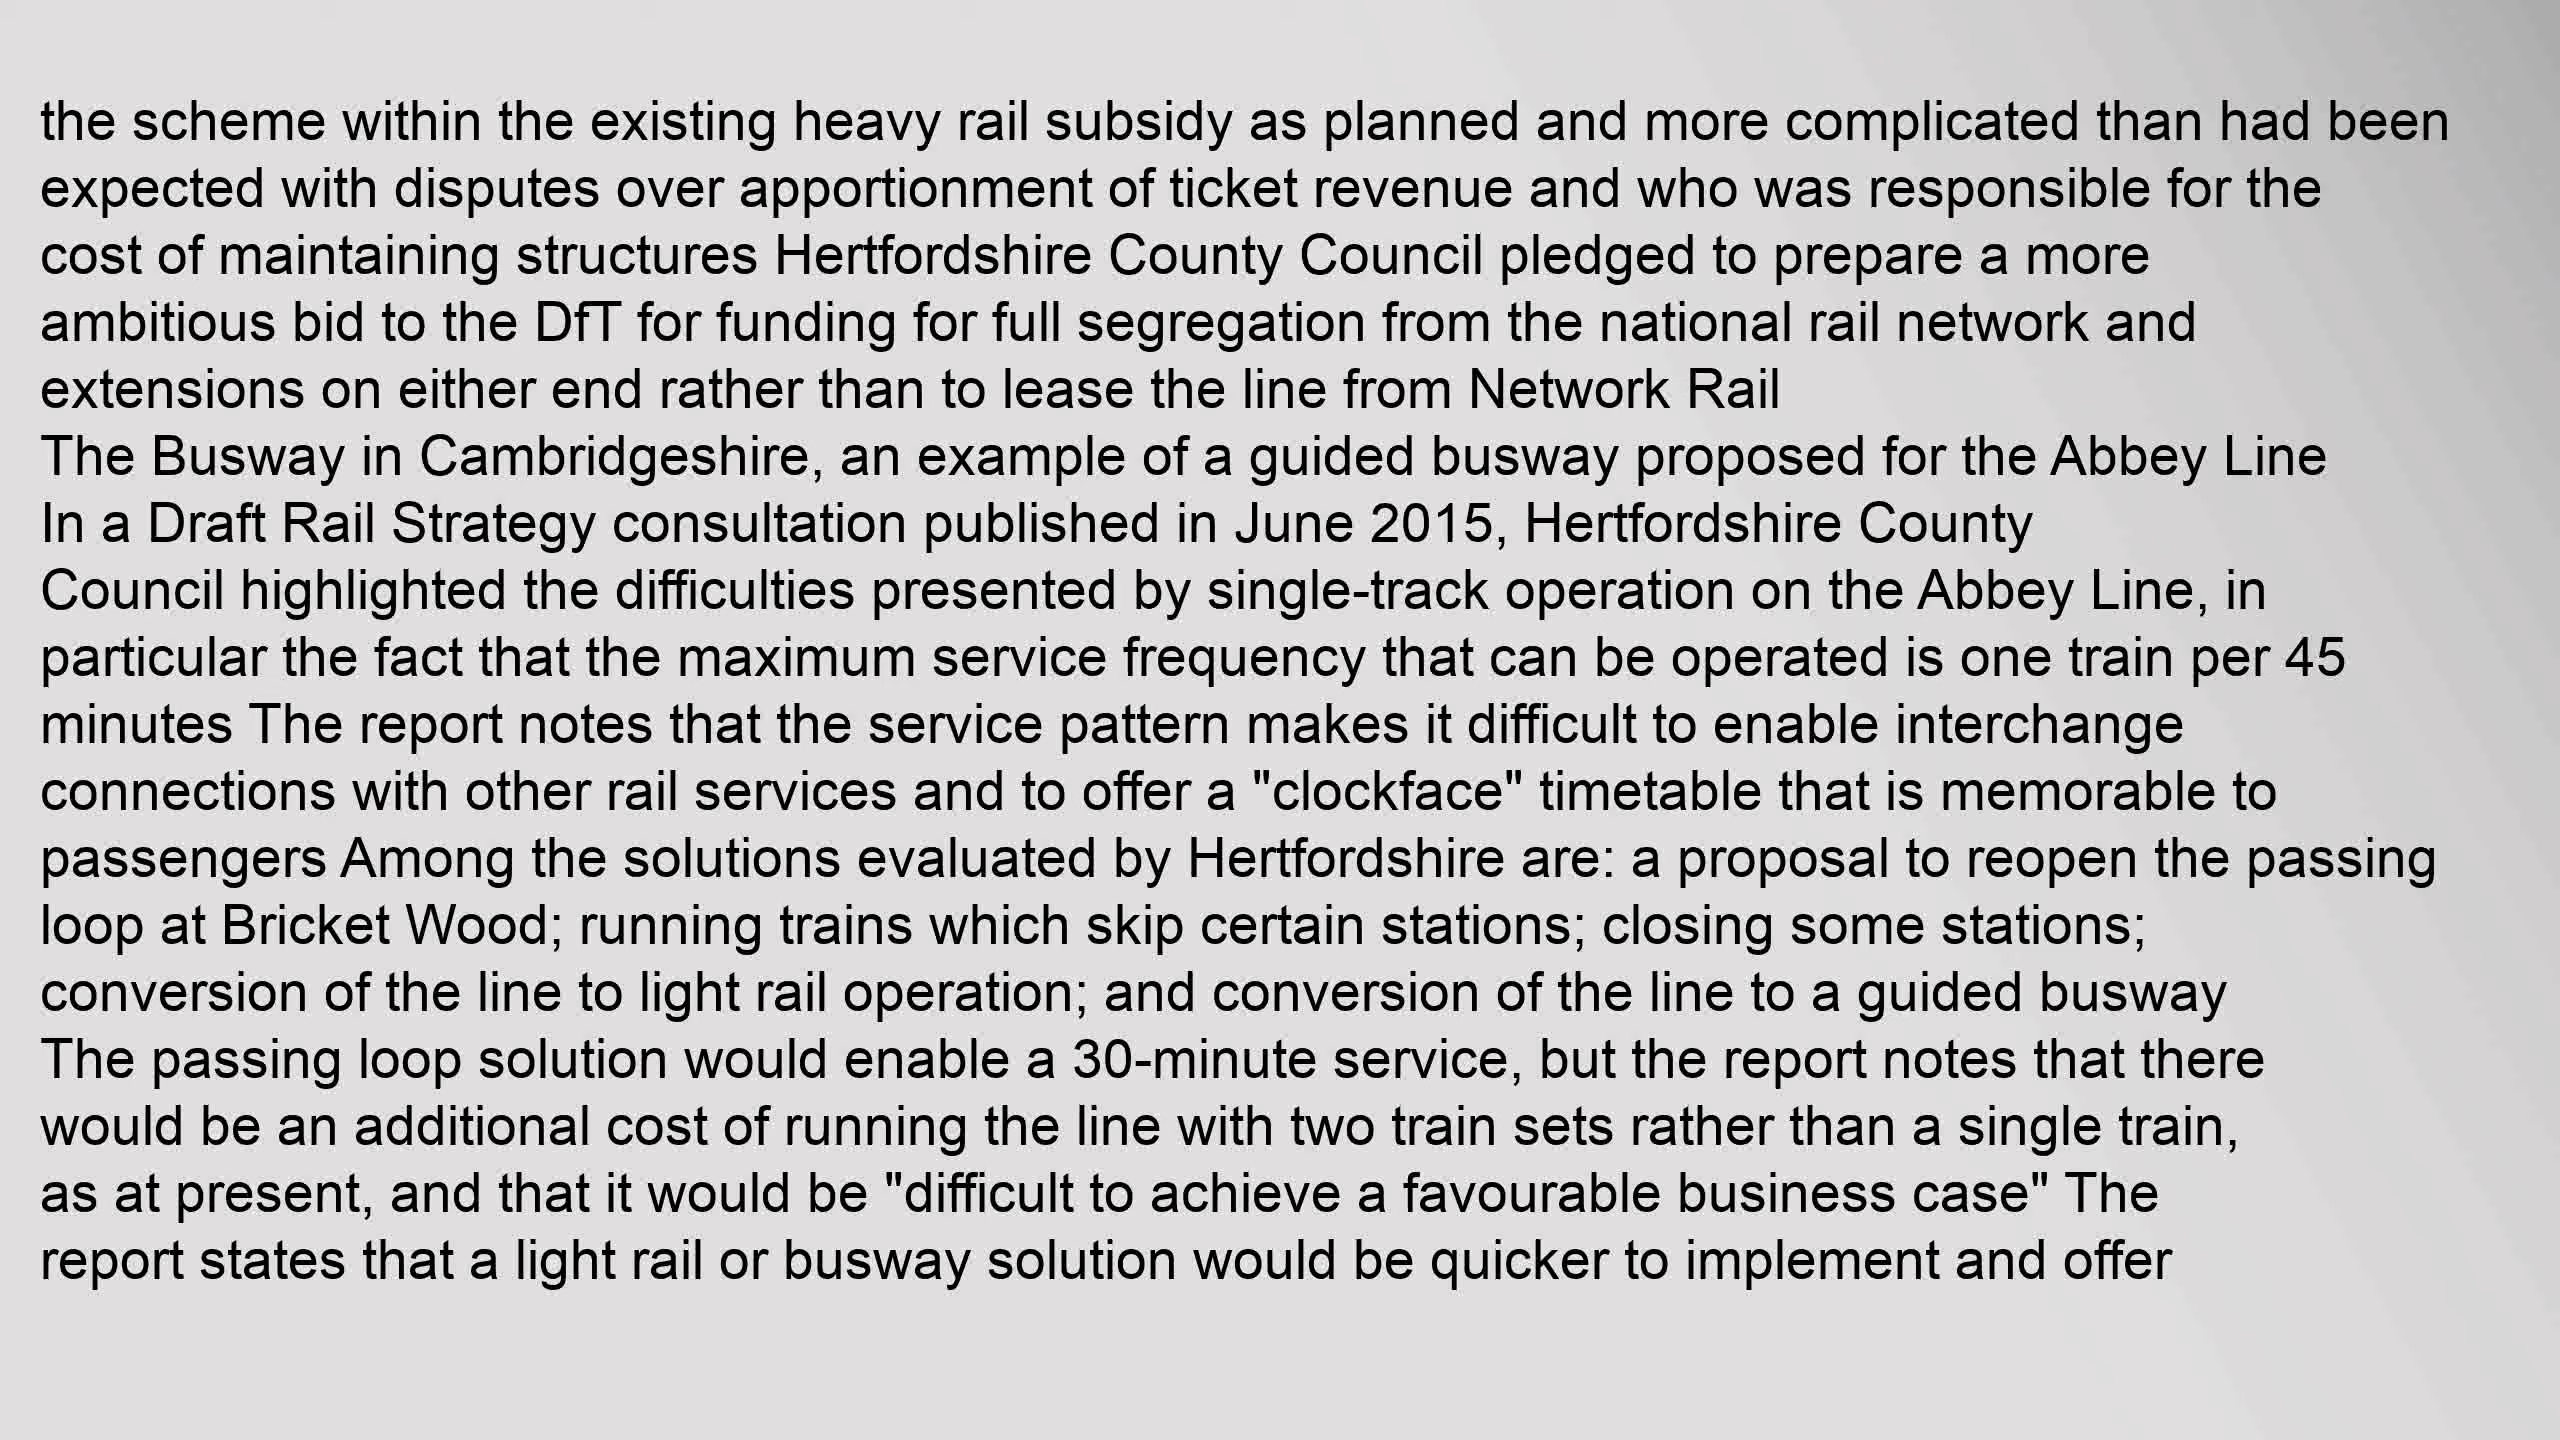 the scheme within the existing heavy rail subsidy as planned and more complicated than had been
expected with disputes over apportionment of ticket revenue and who was responsible for the
cost of maintaining structures Hertfordshire County Council pledged to prepare a more
ambitious bid to the DfT for funding for full segregation from the national rail network and
extensions on either end rather than to lease the line from Network Rail
The Busway in Cambridgeshire, an example of a guided busway proposed for the Abbey Line
In a Draft Rail Strategy consultation published in June 2015, Hertfordshire County
Council highlighted the difficulties presented by single-track operation on the Abbey Line, in
particular the fact that the maximum service frequency that can be operated is one train per 45
minutes The report notes that the service pattern makes it difficult to enable interchange
connections with other rail services and to offer a "clockface" timetable that is memorable to
passengers Among the solutions evaluated by Hertfordshire are: a proposal to reopen the passing
loop at Bricket Wood; running trains which skip certain stations; closing some stations;
conversion of the line to light rail operation; and conversion of the line to a guided busway
The passing loop solution would enable a 30-minute service, but the report notes that there
would be an additional cost of running the line with two train sets rather than a single train,
as at present, and that it would be "difficult to achieve a favourable business case" The
report states that a light rail or busway solution would be quicker to implement and offer